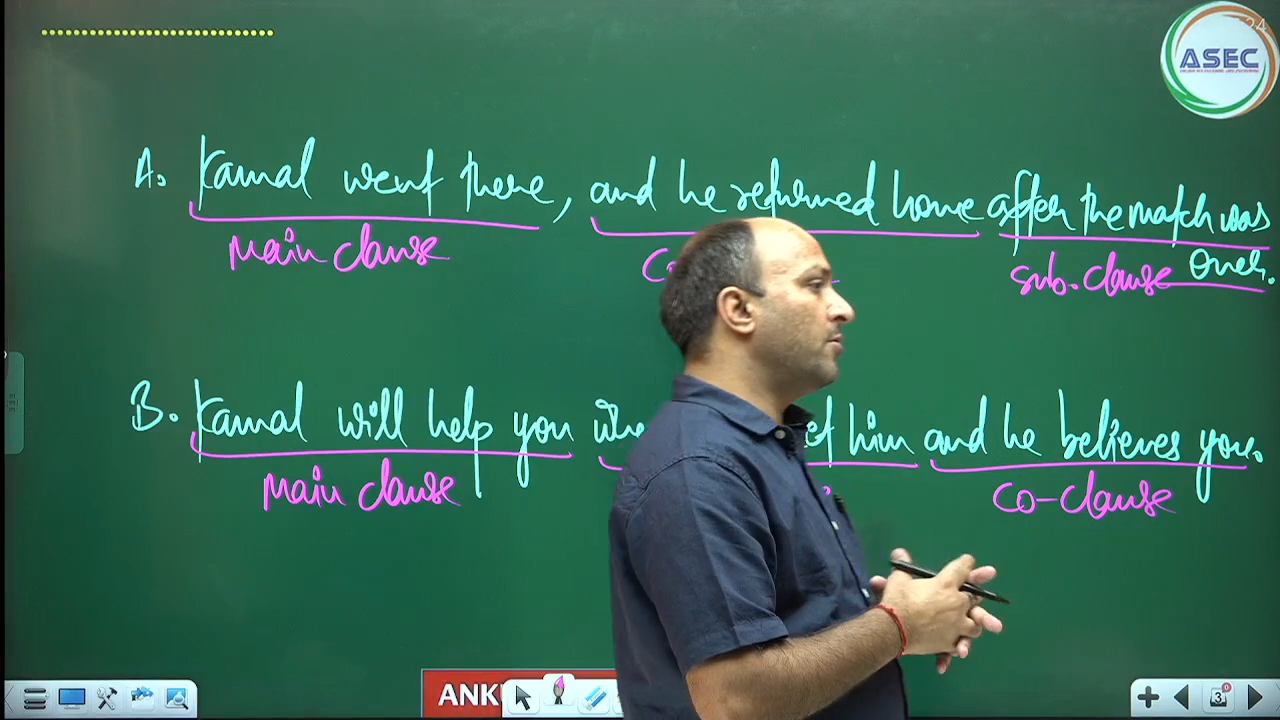 ASEC
A. Kamal went there, and he returned home after the match was
over.
Main clause
sub. clause
B. Kamal will help you him and he believes you.
Main clause
co-clause
ANK
3